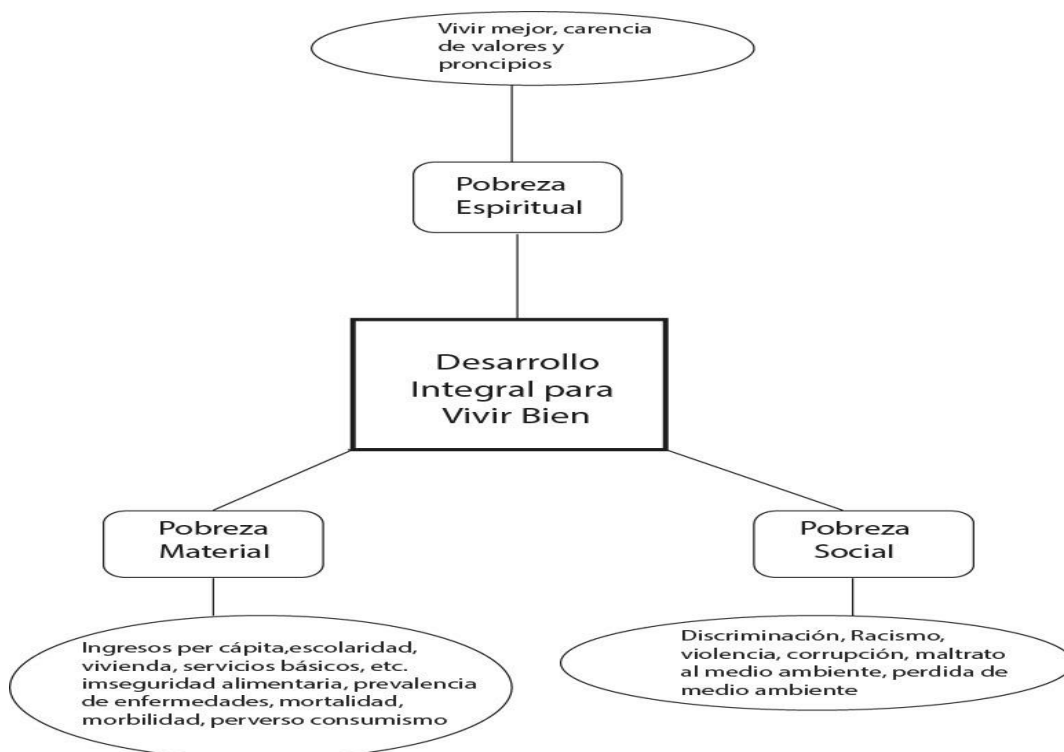 Vivir mejor, carencia
de valores y
proncipios
Pobreza
Espiritual
Desarrollo
Integral para
Vivir Bien
Pobreza
Material
Pobreza
Social
Ingresos per cápita,escolaridad,
vivienda, servicios básicos, etc.
imseguridad alimentaria, prevalencia
de enfermedades, mortalidad,
morbilidad, perverso consumismo
Discriminación, Racismo,
violencia, corrupción, maltrato
al medio ambiente, perdida de
medio ambiente